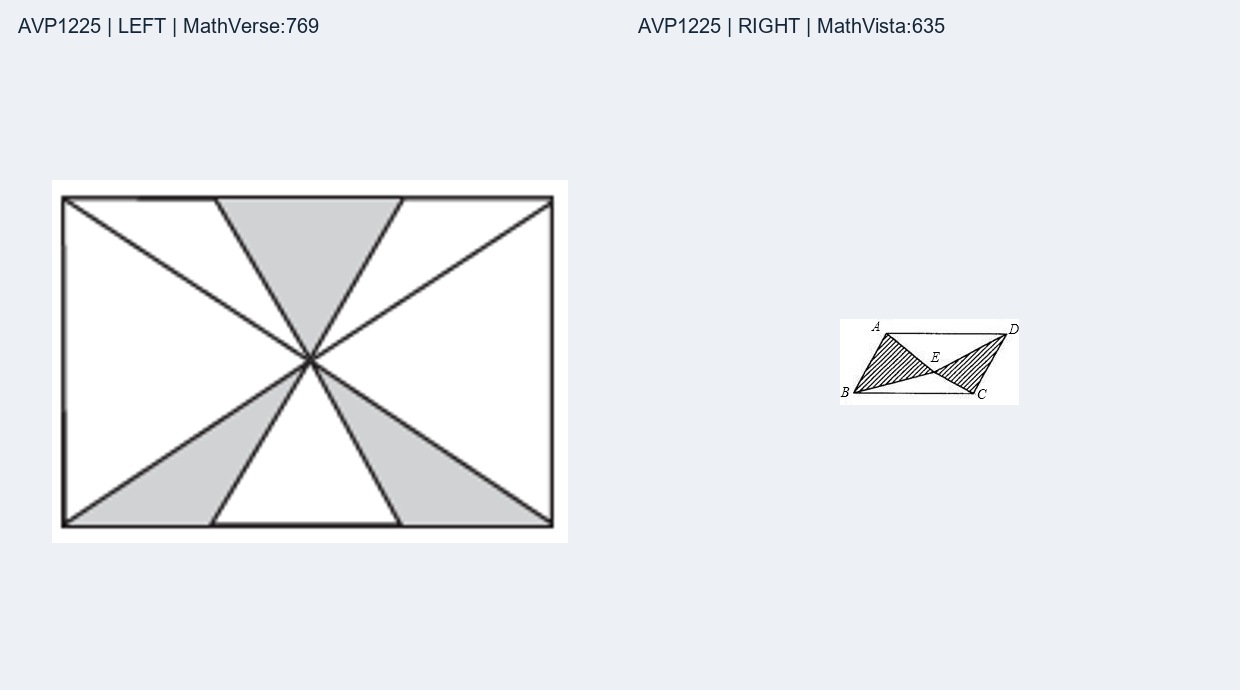 AVP1225 | LEFT | MathVerse:769
AVP1225 | RIGHT | MathVista:635
A
D
E
B
C